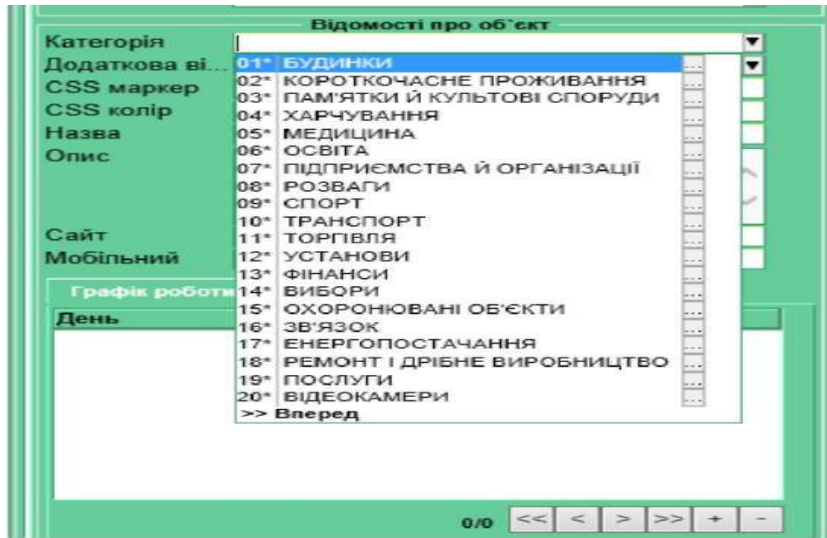 Відомості про об`єкт
Категорія
Додаткова ві...
CSS маркер
CSS колір
Назва
Опис
Сайт
Мобільний
01* БУДИНКИ ...
02* КОРОТКОЧАСНЕ ПРОЖИВАННЯ ...
03* ПАМ'ЯТКИ Й КУЛЬТОВІ СПОРУДИ ...
04* ХАРЧУВАННЯ ...
05* МЕДИЦИНА ...
06* ОСВІТА ...
07* ПІДПРИЄМСТВА Й ОРГАНІЗАЦІЇ ...
08* РОЗВАГИ ...
09* СПОРТ ...
10* ТРАНСПОРТ ...
11* ТОРГІВЛЯ ...
12* УСТАНОВИ ...
13* ФІНАНСИ ...
14* ВИБОРИ ...
15* ОХОРОНЮВАНІ ОБ'ЄКТИ ...
16* ЗВ'ЯЗОК ...
17* ЕНЕРГОПОСТАЧАННЯ ...
18* РЕМОНТ І ДРІБНЕ ВИРОБНИЦТВО ...
19* ПОСЛУГИ ...
20* ВІДЕОКАМЕРИ ...
>> Вперед
Графік роботи
День
0/0 << < > >> + -